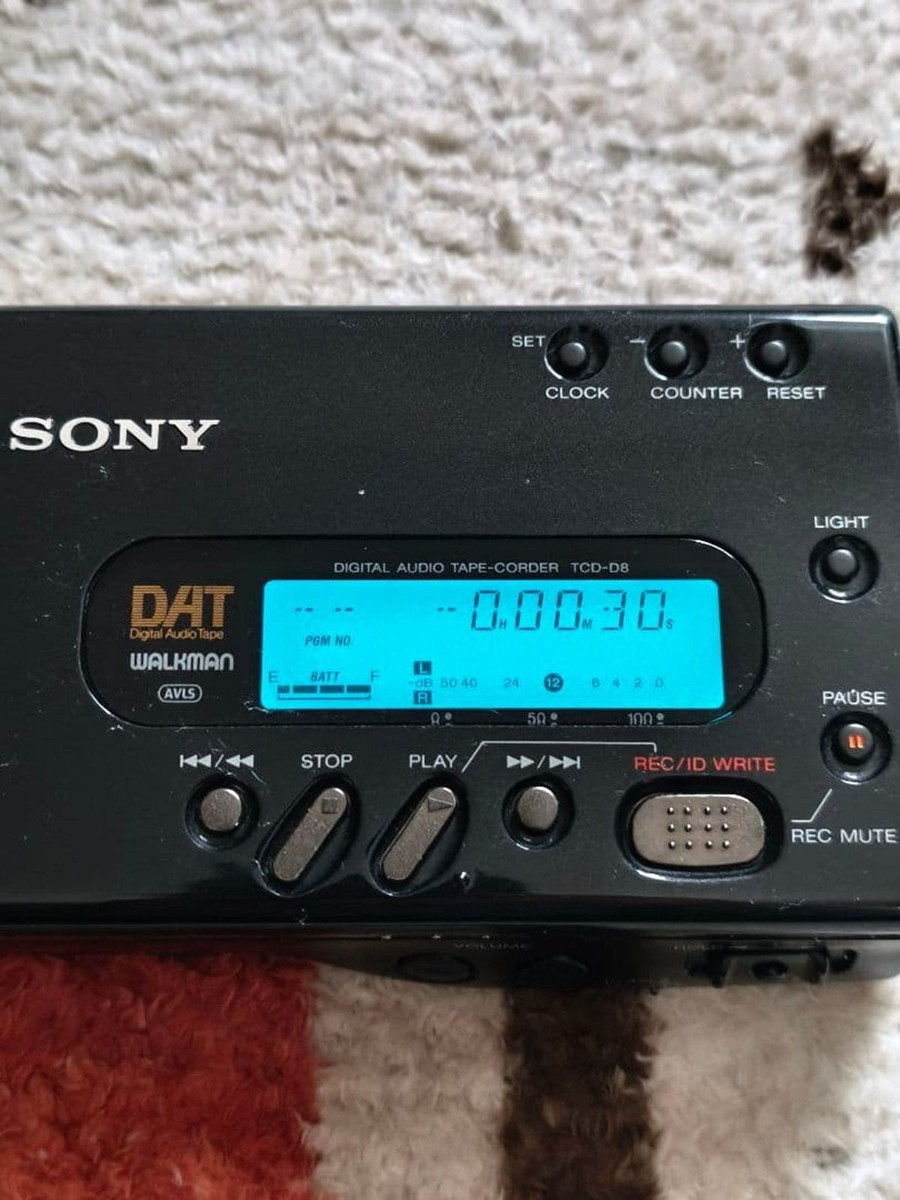 SET - +
CLOCK COUNTER RESET
SONY
LIGHT
DIGITAL AUDIO TAPE-CORDER TCD-D8
DAT
Digital Audio Tape
WALKMAN
AVLS
-- -- -- 0H00M30S
PGM NO.
E BATT F
L
-dB 50 40 24 12 6 4 2 0
R
0 50 100
PAUSE
STOP PLAY REC/ID WRITE
REC MUTE
VOLUME HOLD